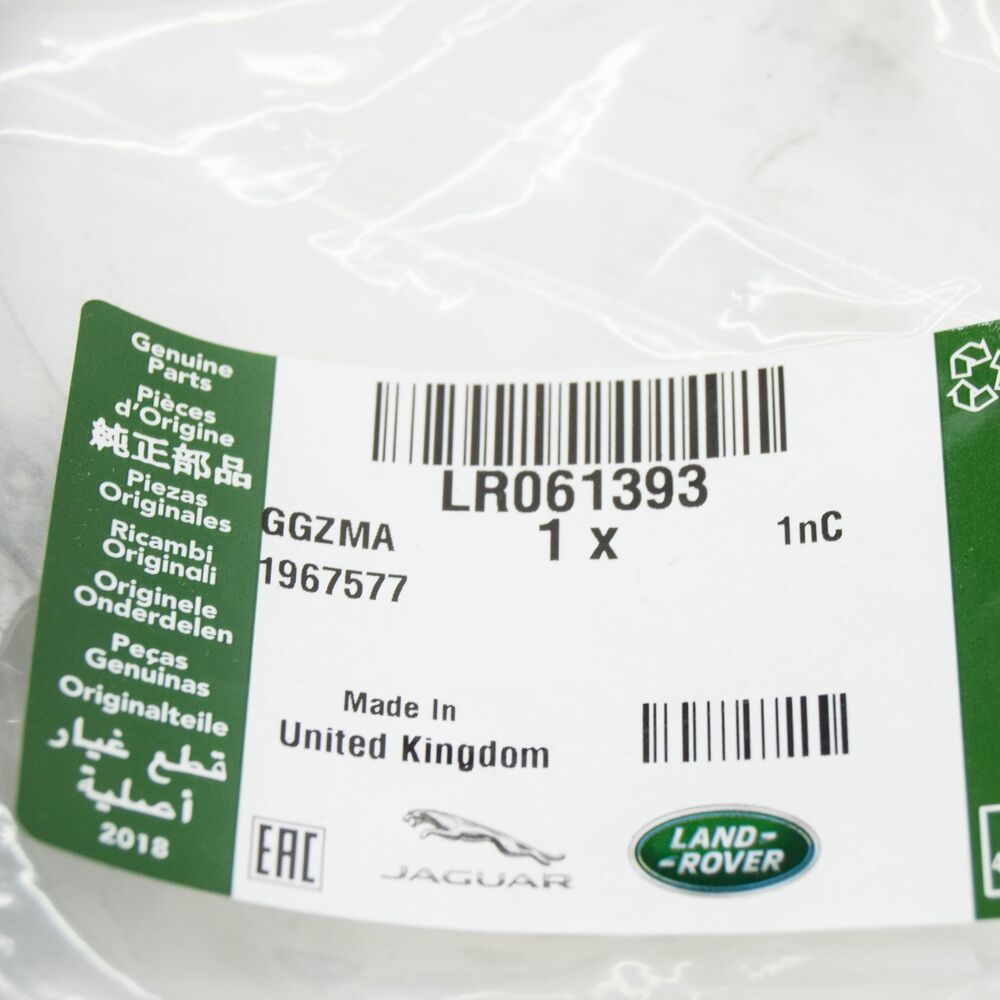 Genuine
Parts
Pièces
d'Origine
純正部品
Piezas
Originales
Ricambi
Originali
Originele
Onderdelen
Peças
Genuinas
Originalteile
قطع غيار
أصلية
2018
LR061393
GGZMA
1 x
1nC
1967577
Made In
United Kingdom
EAC
JAGUAR
LAND-
-ROVER